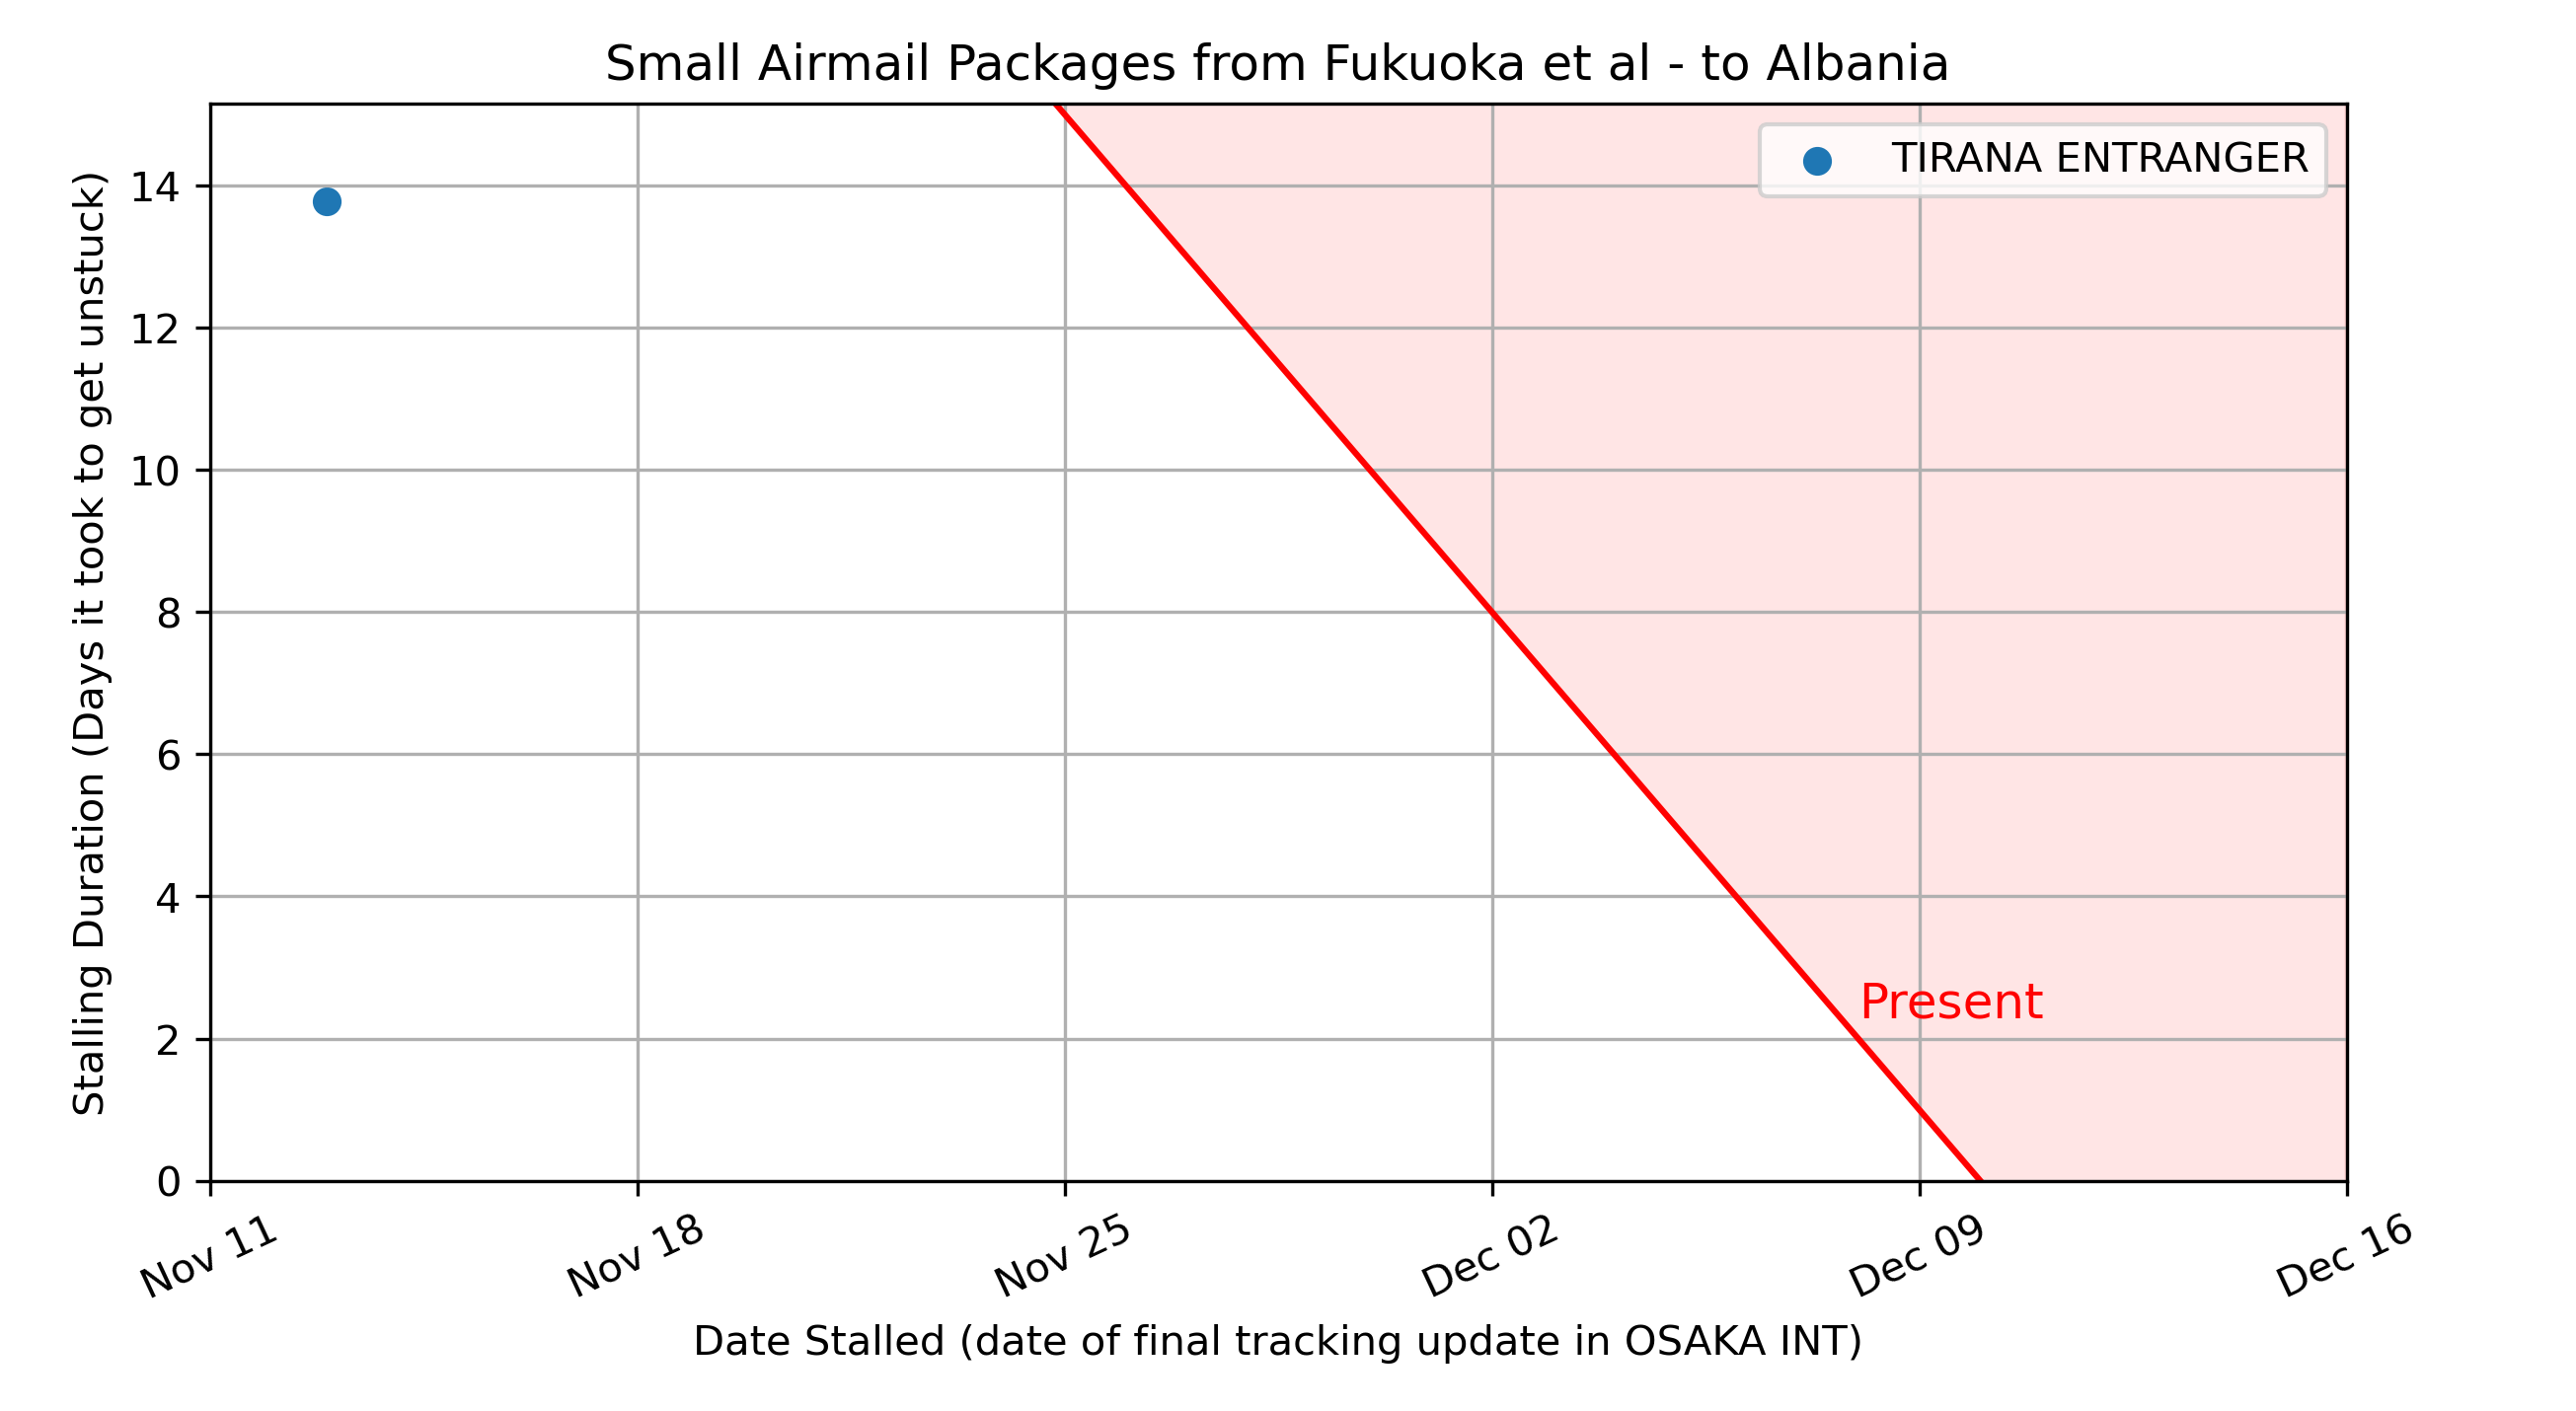 Small Airmail Packages from Fukuoka et al - to Albania
TIRANA ENTRANGER
Stalling Duration (Days it took to get unstuck)
14
12
10
8
6
4
2
0
Present
Nov 11
Nov 18
Nov 25
Dec 02
Dec 09
Dec 16
Date Stalled (date of final tracking update in OSAKA INT)